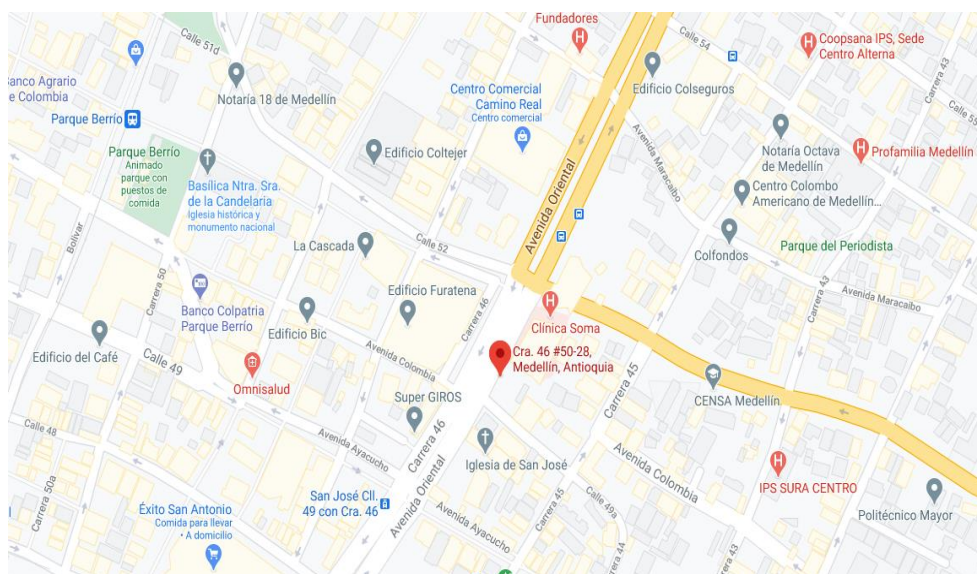 Fundadores
Calle 54
Coopsana IPS, Sede
Centro Alterna
Carrera 43
Calle 51d
Banco Agrario
de Colombia
Notaría 18 de Medellín
Centro Comercial
Camino Real
Centro comercial
Edificio Colseguros
Calle 55
Parque Berrío
Parque Berrío
Animado
parque con
puestos de
comida
Basílica Ntra. Sra.
de la Candelaria
Iglesia histórica y
monumento nacional
Edificio Coltejer
Avenida Oriental
Avenida Maracaibo
Notaría Octava
de Medellín
Profamilia Medellín
Centro Colombo
Americano de Medellín...
Bolívar
Carrera 50
La Cascada
Calle 52
Colfondos
Parque del Periodista
Carrera 43
Avenida Maracaibo
Banco Colpatria
Parque Berrío
Edificio Furatena
Carrera 46
Edificio Bic
Clínica Soma
Edificio del Café
Calle 49
Avenida Colombia
Cra. 46 #50-28,
Medellín, Antioquia
Omnisalud
Super GIROS
Carrera 45
CENSA Medellín
Calle 48
Avenida Ayacucho
Carrera 46
Iglesia de San José
Avenida Colombia
IPS SURA CENTRO
Carrera 50a
Éxito San Antonio
Comida para llevar
• A domicilio
San José Cll.
49 con Cra. 46
Avenida Oriental
Avenida Ayacucho
Carrera 45
Calle 49a
Carrera 44
Carrera 43
Politécnico Mayor